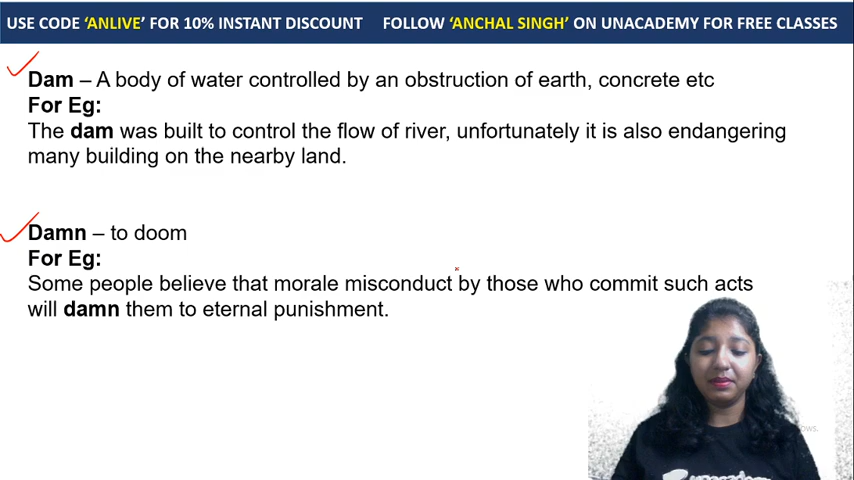 USE CODE ‘ANLIVE’ FOR 10% INSTANT DISCOUNT FOLLOW ‘ANCHAL SINGH’ ON UNACADEMY FOR FREE CLASSES
Dam – A body of water controlled by an obstruction of earth, concrete etc
For Eg:
The dam was built to control the flow of river, unfortunately it is also endangering
many building on the nearby land.
Damn – to doom
For Eg:
Some people believe that morale misconduct by those who commit such acts
will damn them to eternal punishment.